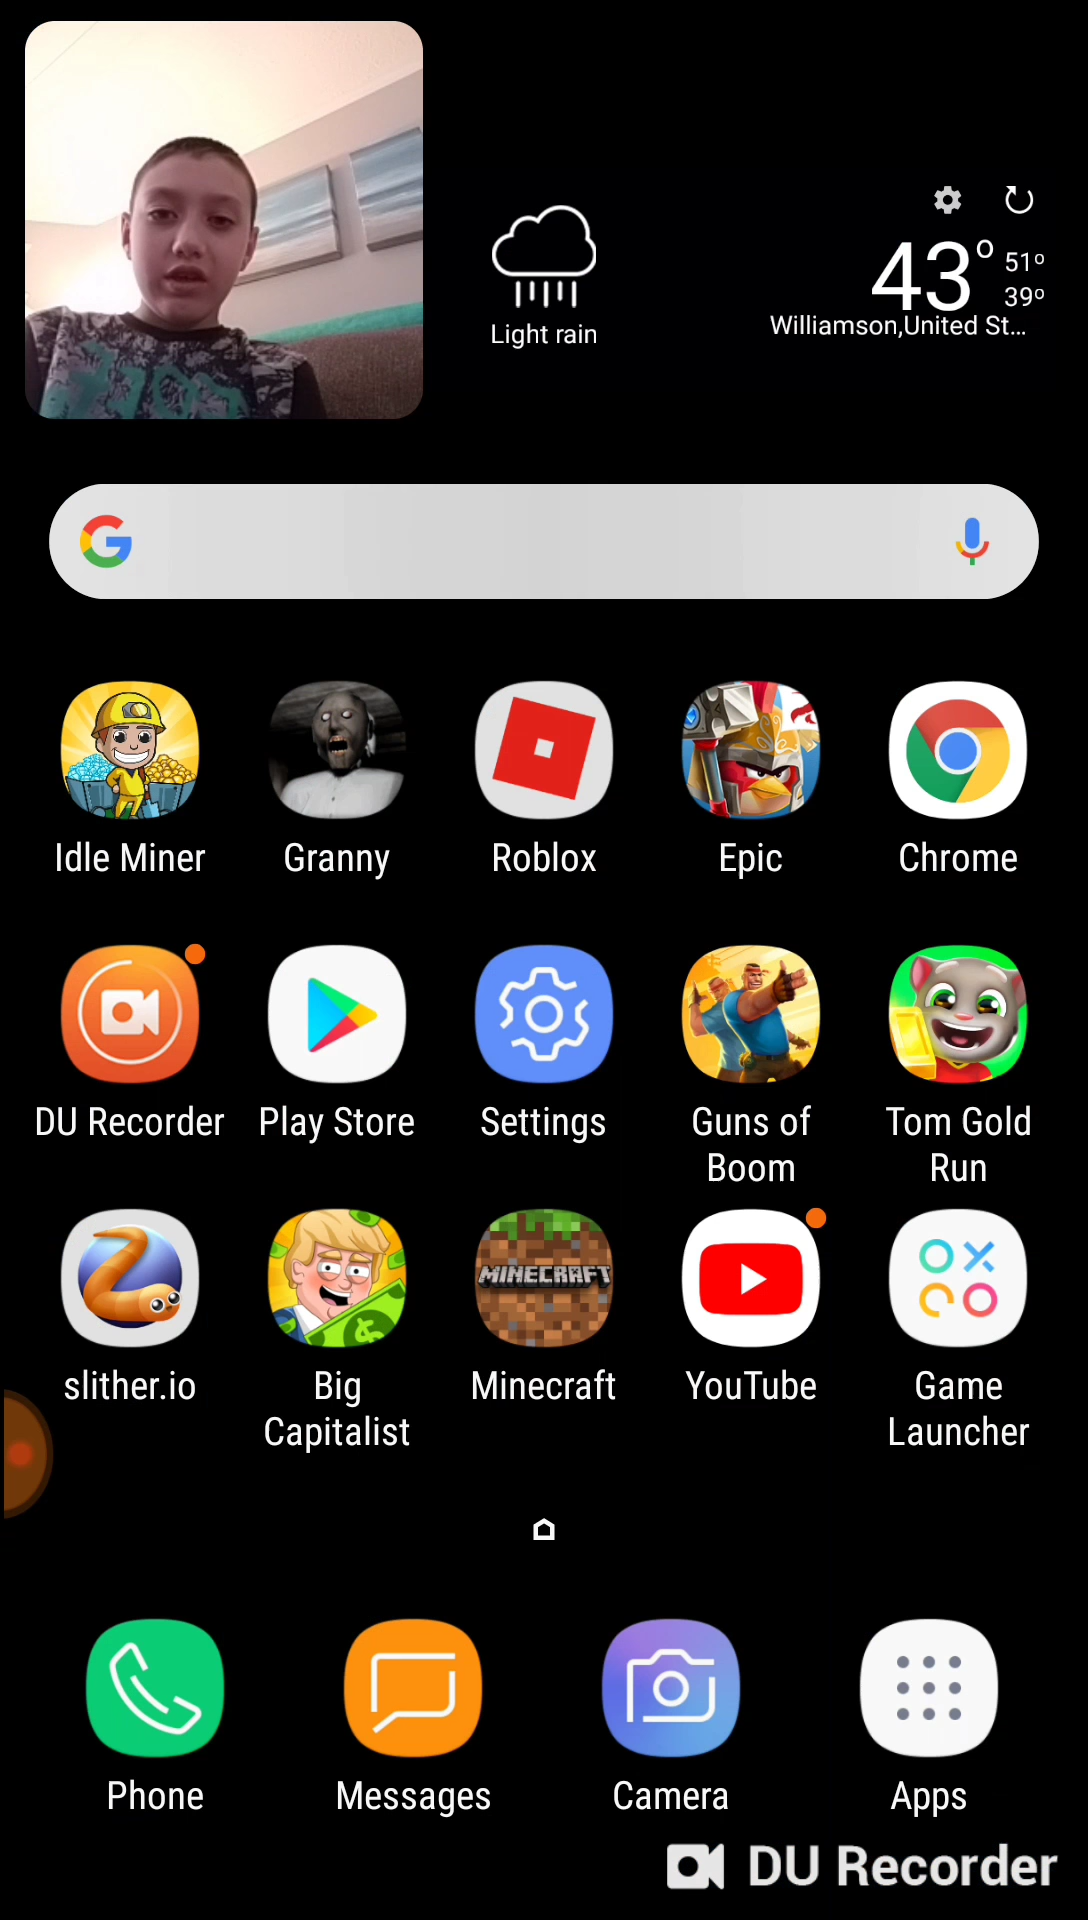 43° 51°
39°
Williamson,United St...
Light rain
Idle Miner
Granny
Roblox
Epic
Chrome
DU Recorder
Play Store
Settings
Guns of
Boom
Tom Gold
Run
slither.io
Big
Capitalist
MINECRAFT
Minecraft
YouTube
Game
Launcher
Phone
Messages
Camera
Apps
DU Recorder